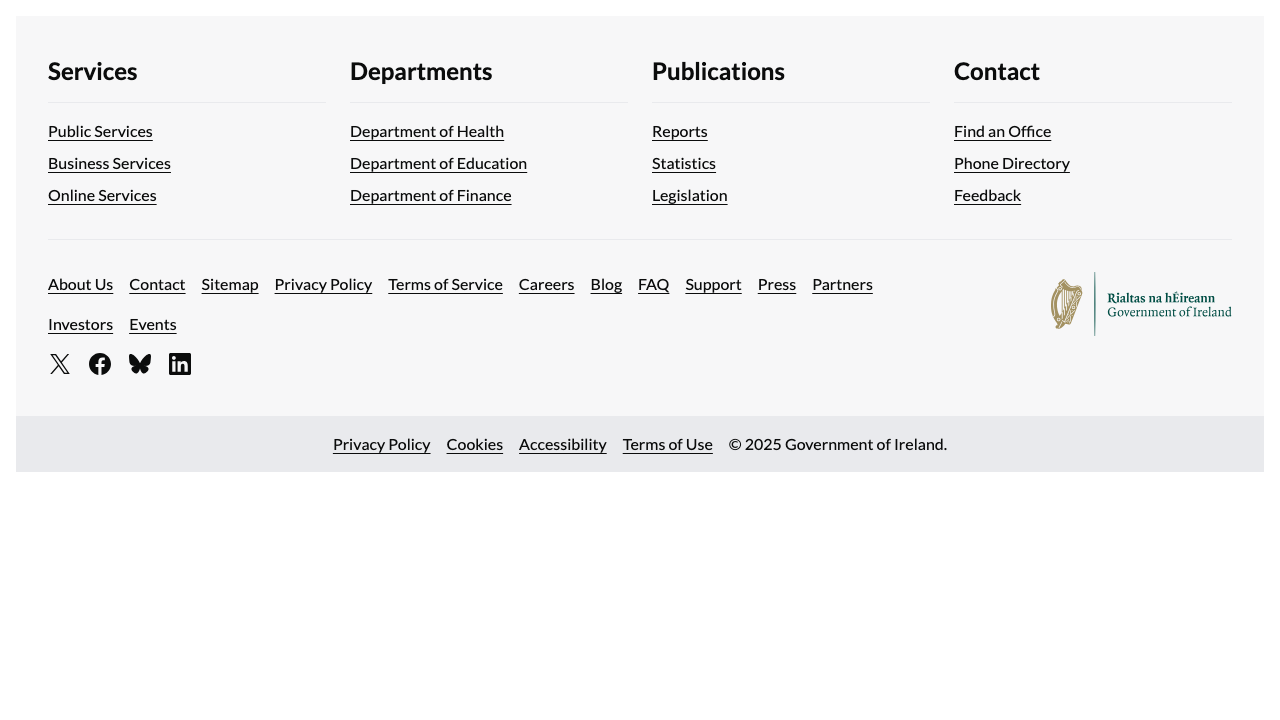 Services
Public Services
Business Services
Online Services
Departments
Department of Health
Department of Education
Department of Finance
Publications
Reports
Statistics
Legislation
Contact
Find an Office
Phone Directory
Feedback
About Us Contact Sitemap Privacy Policy Terms of Service Careers Blog FAQ Support Press Partners
Investors Events
Rialtas na hÉireann
Government of Ireland
Privacy Policy Cookies Accessibility Terms of Use © 2025 Government of Ireland.